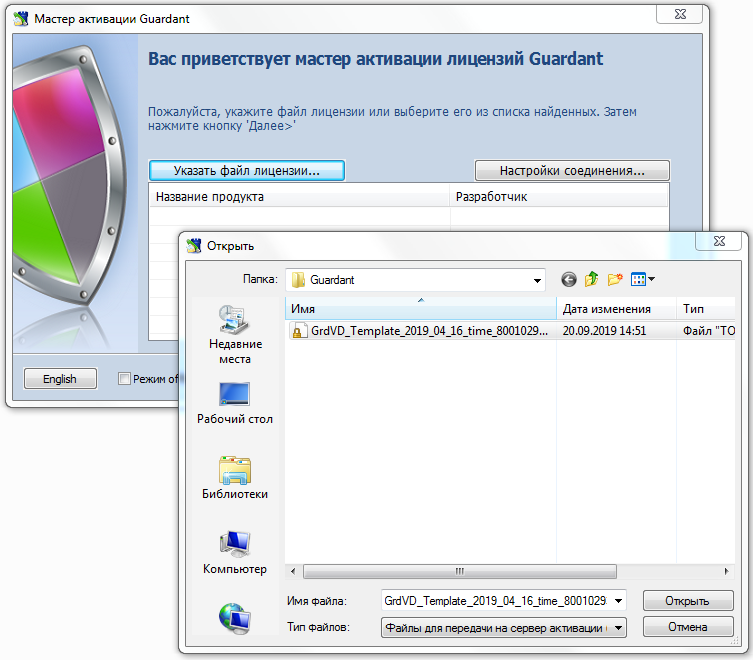 Мастер активации Guardant
Вас приветствует мастер активации лицензий Guardant
Пожалуйста, укажите файл лицензии или выберите его из списка найденных. Затем
нажмите кнопку 'Далее>'
Указать файл лицензии...
Настройки соединения...
Название продукта
Разработчик
English
Режим of
Открыть
Папка:
Guardant
Имя
Дата изменения
Тип
GrdVD_Template_2019_04_16_time_8001029...
20.09.2019 14:51
Файл "TO
Недавние
места
Рабочий стол
Библиотеки
Компьютер
Имя файла:
GrdVD_Template_2019_04_16_time_8001029
Открыть
Тип файлов:
Файлы для передачи на сервер активации
Отмена